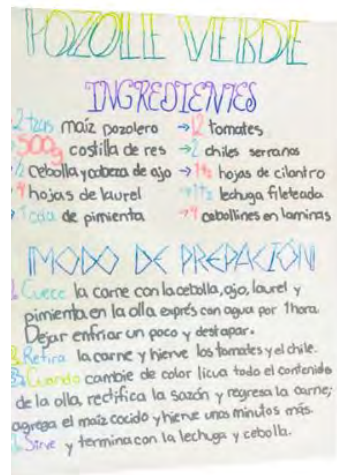 POZOLE VERDE
INGREDIENTES
2 tzas maíz pozolero → 12 tomates
500g costilla de res → 2 chiles serranos
1/2 cebolla y cabeza de ajo → 1 tz hojas de cilantro
4 hojas de laurel → 1 tz lechuga fileteada
1 cda de pimienta → 4 cebollines en laminas
¡MODO DE PREPACIÓN!
1. Cuece la carne con la cebolla, ajo, laurel y
pimienta en la olla exprés con agua por 1 hora.
Dejar enfriar un poco y destapar.
2. Retira la carne y hierve los tomates y el chile.
3. Cuando cambie de color licua todo el contenido
de la olla, rectifica la sazón y regresa la carne;
agrega el maíz cocido y hierve unos minutos más.
Sirve y termina con la lechuga y cebolla.